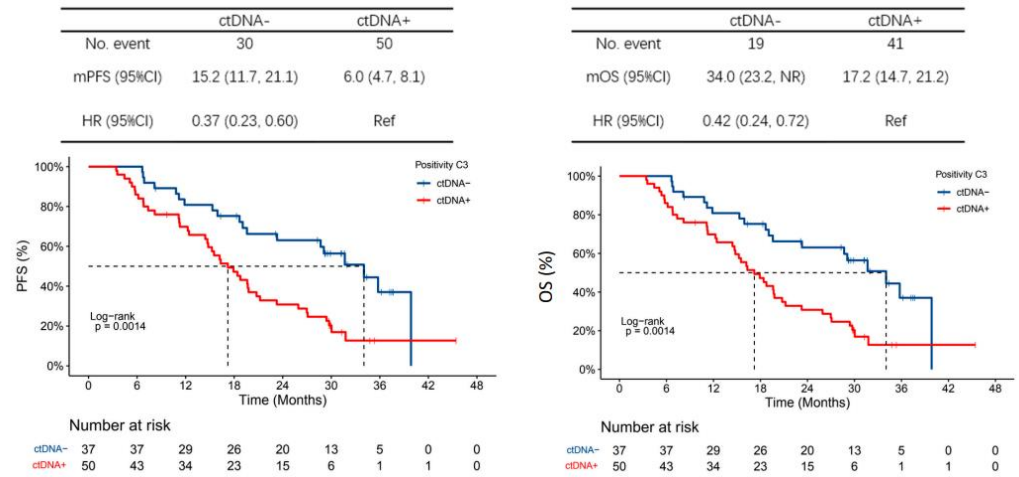 ctDNA- ctDNA+
No. event 30 50
mPFS (95%CI) 15.2 (11.7, 21.1) 6.0 (4.7, 8.1)
HR (95%CI) 0.37 (0.23, 0.60) Ref
Positivity C3
ctDNA−
ctDNA+
100%
80%
60%
40%
20%
0%
PFS (%)
Log−rank
p = 0.0014
0 6 12 18 24 30 36 42 48
Time (Months)
Number at risk
ctDNA− 37 37 29 26 20 13 5 0 0
ctDNA+ 50 43 34 23 15 6 1 1 0
ctDNA- ctDNA+
No. event 19 41
mOS (95%CI) 34.0 (23.2, NR) 17.2 (14.7, 21.2)
HR (95%CI) 0.42 (0.24, 0.72) Ref
Positivity C3
ctDNA−
ctDNA+
100%
80%
60%
40%
20%
0%
OS (%)
Log−rank
p = 0.0014
0 6 12 18 24 30 36 42 48
Time (Months)
Number at risk
ctDNA− 37 37 29 26 20 13 5 0 0
ctDNA+ 50 43 34 23 15 6 1 1 0